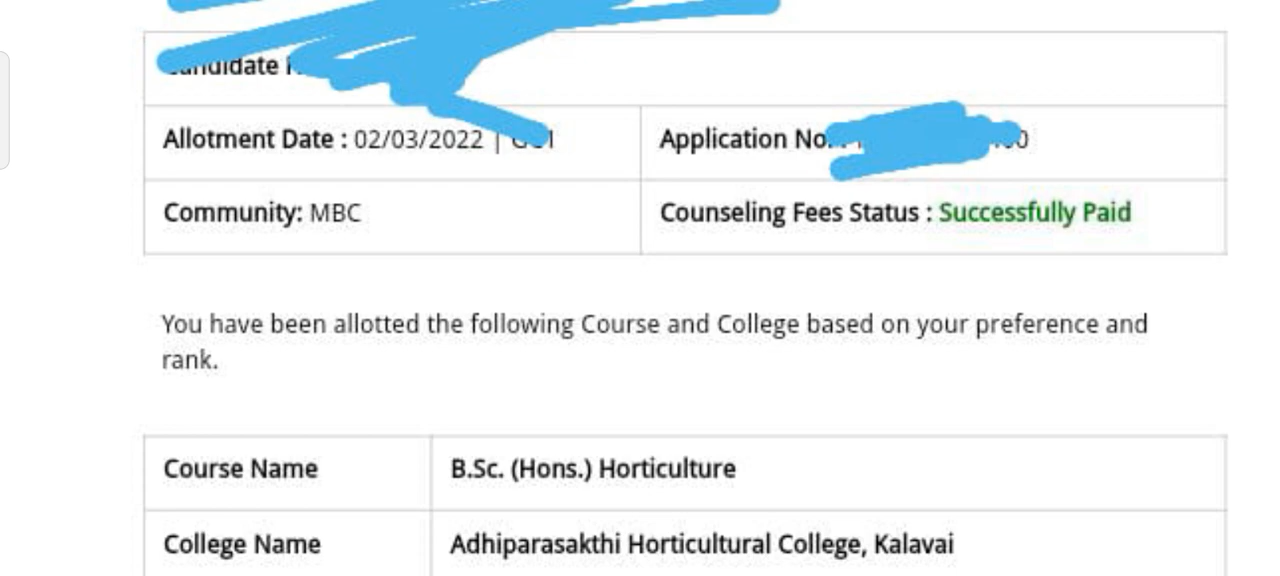 Candidate
Allotment Date : 02/03/2022 |
Application No.
Community: MBC
Counseling Fees Status : Successfully Paid
You have been allotted the following Course and College based on your preference and
rank.
Course Name
B.Sc. (Hons.) Horticulture
College Name
Adhiparasakthi Horticultural College, Kalavai